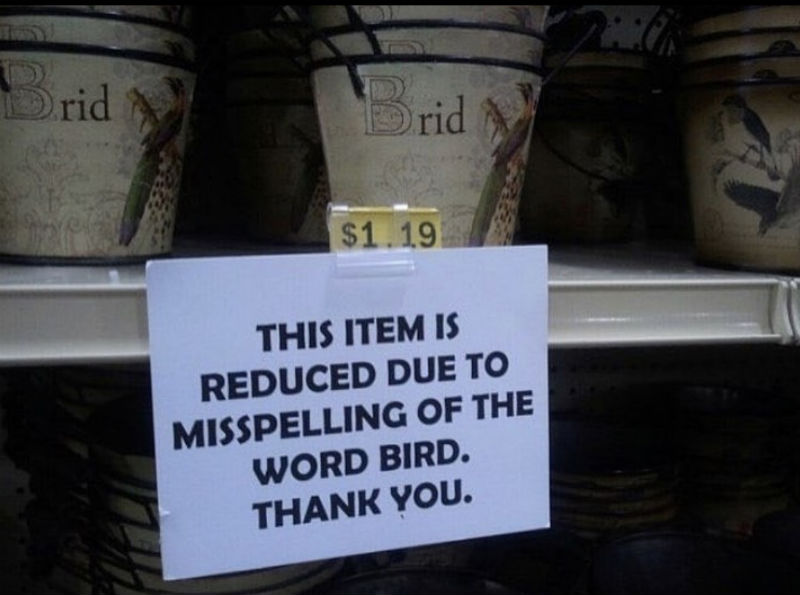 Brid
Brid
$1.19
THIS ITEM IS
REDUCED DUE TO
MISSPELLING OF THE
WORD BIRD.
THANK YOU.